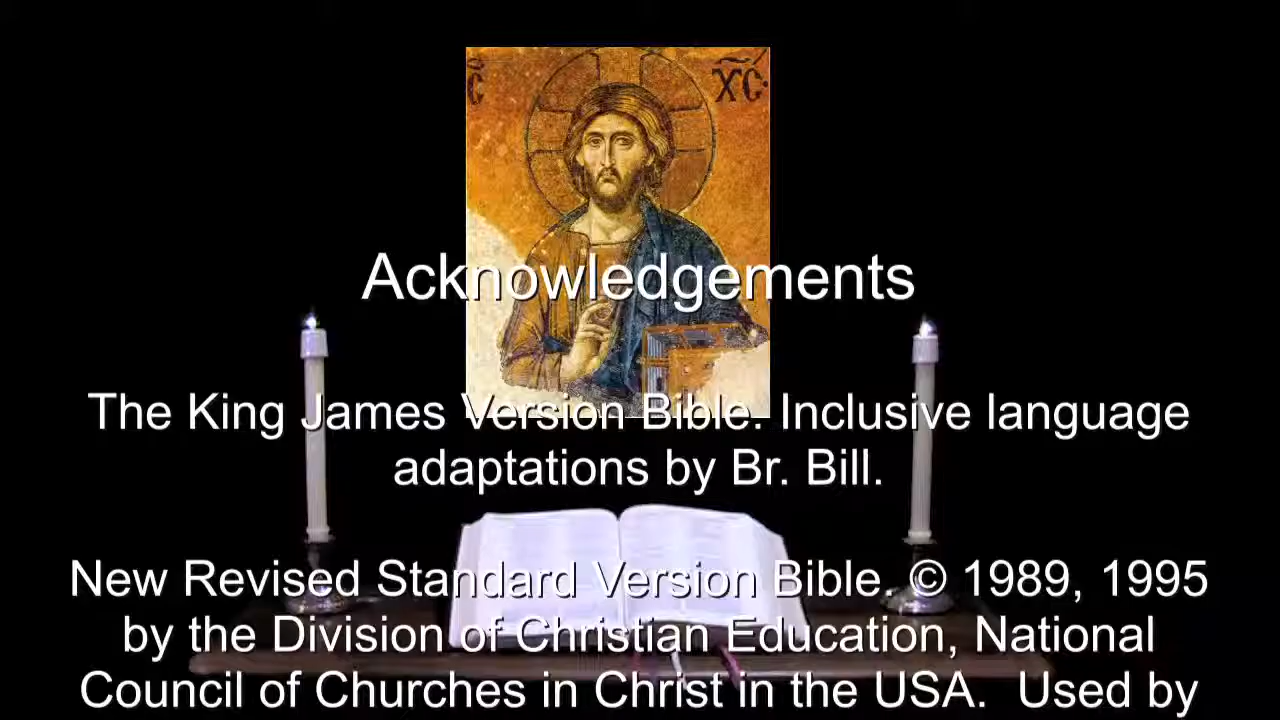 C
XC
Acknowledgements
The King James Version Bible. Inclusive language
adaptations by Br. Bill.
New Revised Standard Version Bible. © 1989, 1995
by the Division of Christian Education, National
Council of Churches in Christ in the USA.  Used by